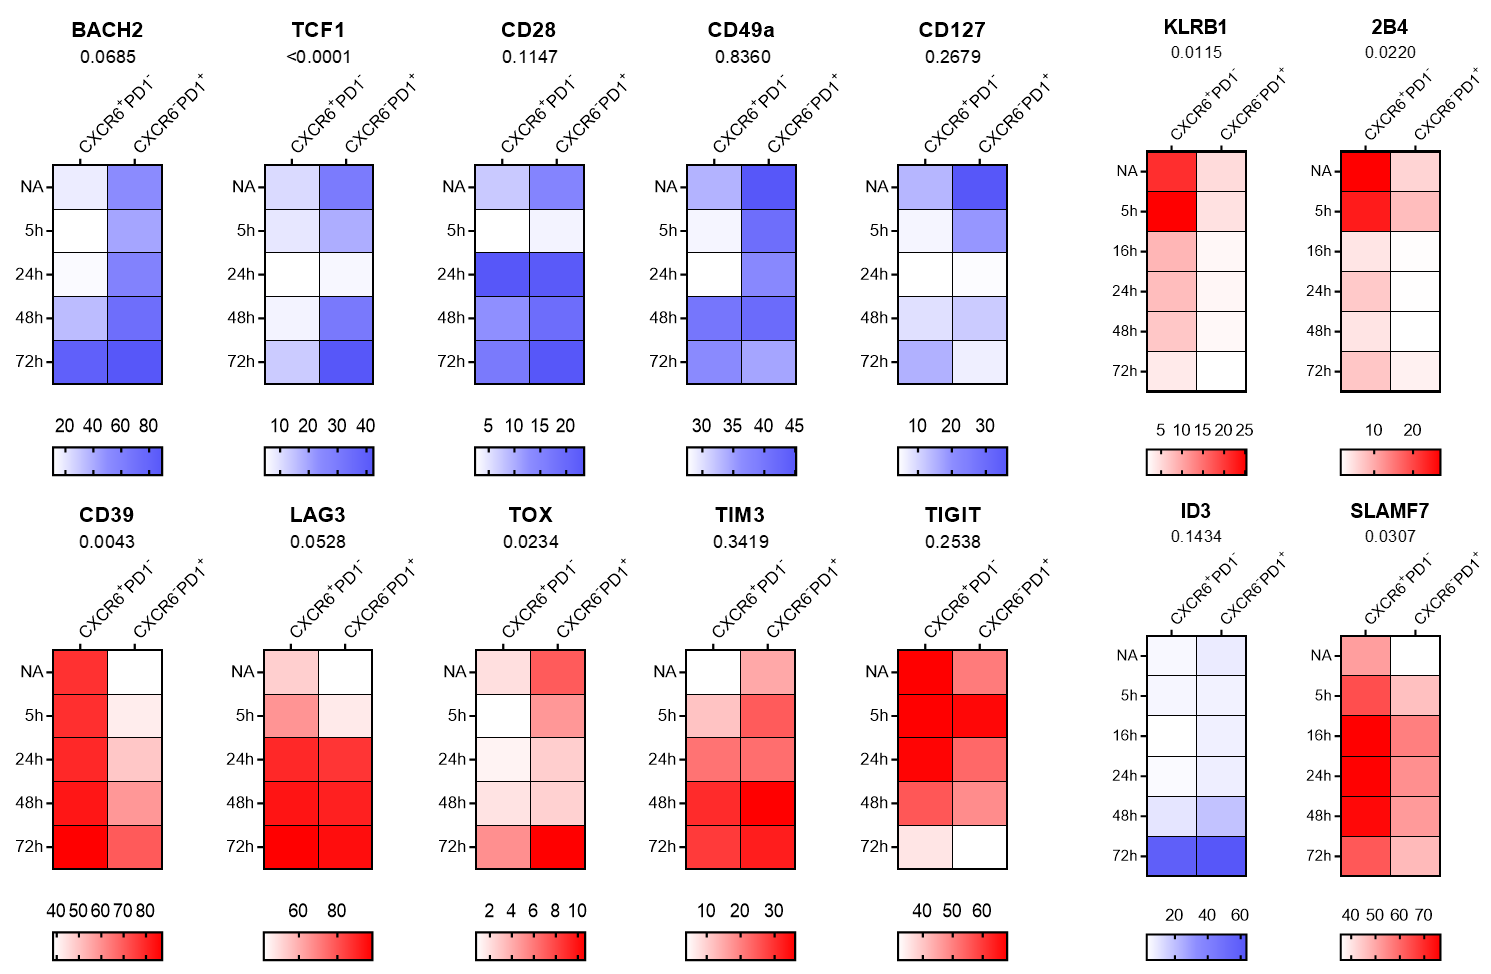 BACH2 TCF1 CD28 CD49a CD127 KLRB1 2B4
0.0685 <0.0001 0.1147 0.8360 0.2679 0.0115 0.0220
CXCR6⁺PD1⁻ CXCR6⁻PD1⁺ CXCR6⁺PD1⁻ CXCR6⁻PD1⁺ CXCR6⁺PD1⁻ CXCR6⁻PD1⁺ CXCR6⁺PD1⁻ CXCR6⁻PD1⁺ CXCR6⁺PD1⁻ CXCR6⁻PD1⁺ CXCR6⁺PD1⁻ CXCR6⁻PD1⁺ CXCR6⁺PD1⁻ CXCR6⁻PD1⁺
NA NA NA NA NA NA NA
5h 5h 5h 5h 5h 5h 5h
16h 16h
24h 24h 24h 24h 24h 24h 24h
48h 48h 48h 48h 48h 48h 48h
72h 72h 72h 72h 72h 72h 72h
20 40 60 80 10 20 30 40 5 10 15 20 30 35 40 45 10 20 30 5 10 15 20 25 10 20
CD39 LAG3 TOX TIM3 TIGIT ID3 SLAMF7
0.0043 0.0528 0.0234 0.3419 0.2538 0.1434 0.0307
CXCR6⁺PD1⁻ CXCR6⁻PD1⁺ CXCR6⁺PD1⁻ CXCR6⁻PD1⁺ CXCR6⁺PD1⁻ CXCR6⁻PD1⁺ CXCR6⁺PD1⁻ CXCR6⁻PD1⁺ CXCR6⁺PD1⁻ CXCR6⁻PD1⁺ CXCR6⁺PD1⁻ CXCR6⁻PD1⁺ CXCR6⁺PD1⁻ CXCR6⁻PD1⁺
NA NA NA NA NA NA NA
5h 5h 5h 5h 5h 5h 5h
16h 16h
24h 24h 24h 24h 24h 24h 24h
48h 48h 48h 48h 48h 48h 48h
72h 72h 72h 72h 72h 72h 72h
40 50 60 70 80 60 80 2 4 6 8 10 10 20 30 40 50 60 20 40 60 40 50 60 70